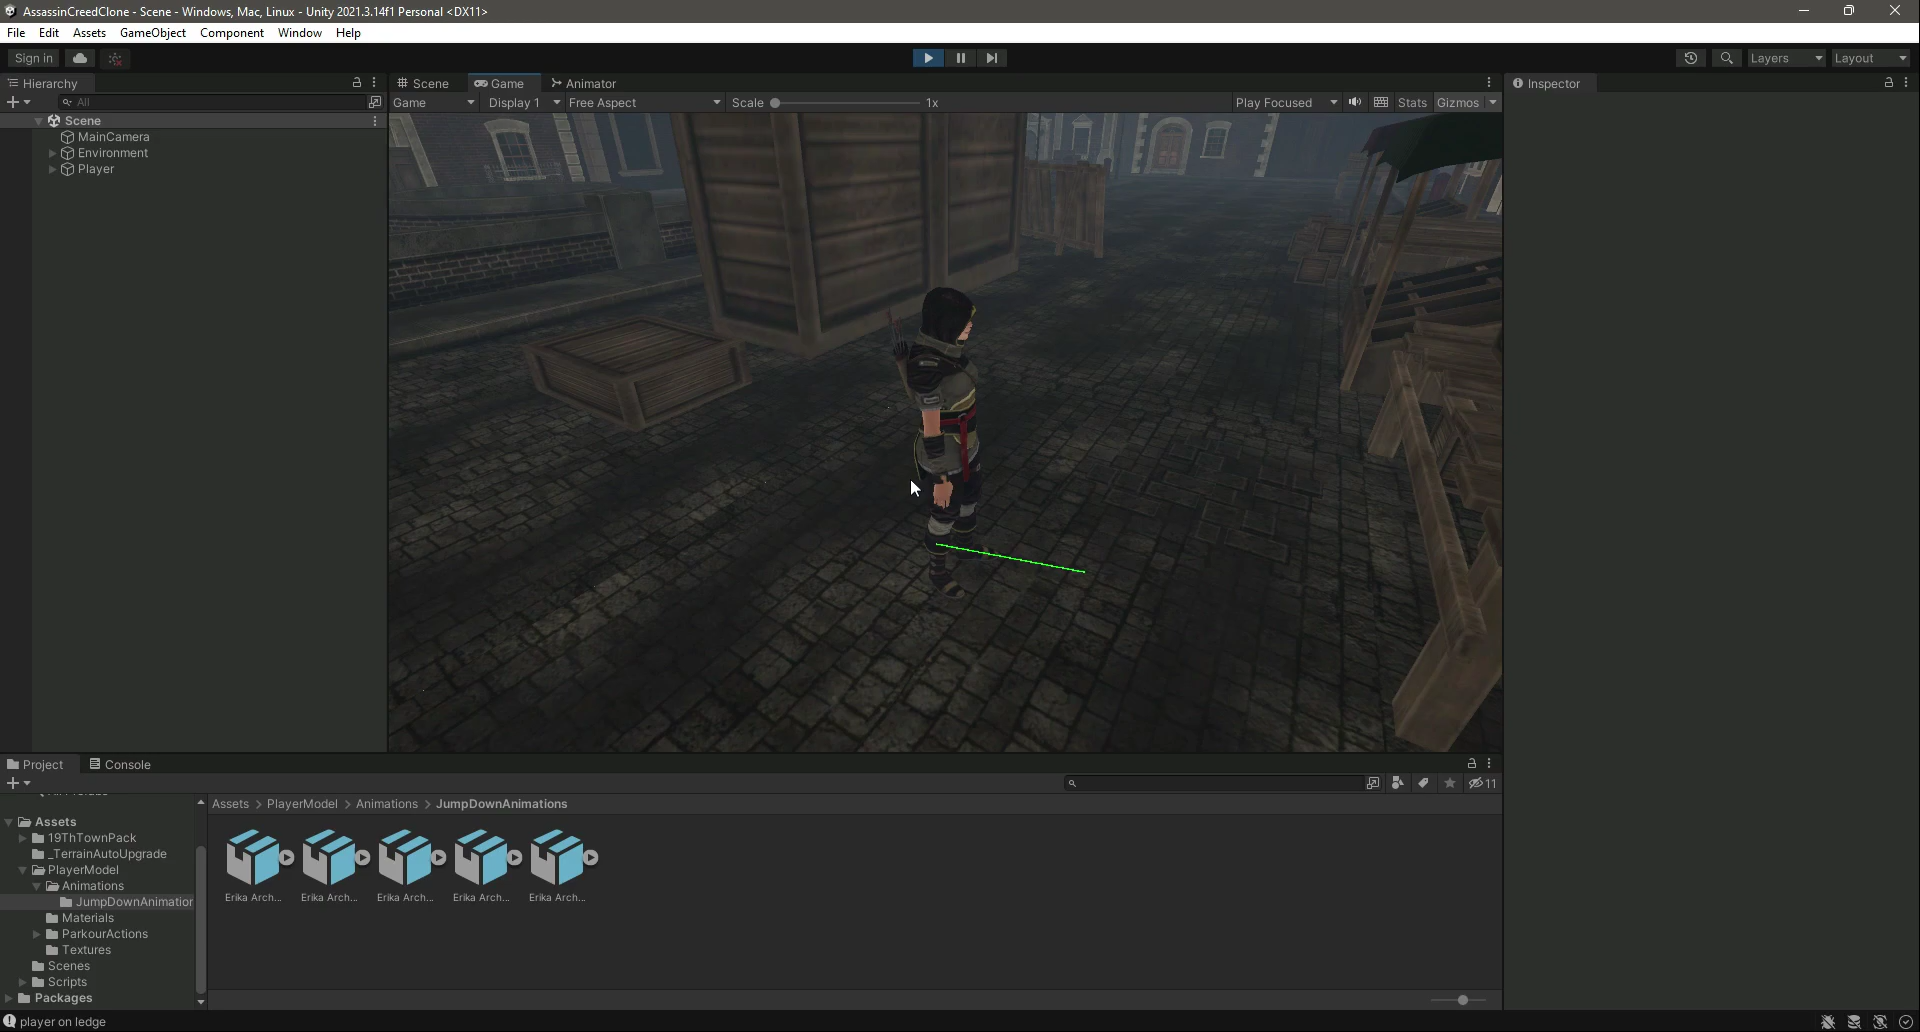 AssassinCreedClone - Scene - Windows, Mac, Linux - Unity 2021.3.14f1 Personal <DX11>
File Edit Assets GameObject Component Window Help
Sign in
Layers Layout
Hierarchy
Scene Game Animator
Inspector
All
Game Display 1 Free Aspect Scale 1x Play Focused Stats Gizmos
Scene
MainCamera
Environment
Player
Project Console
11
Assets > PlayerModel > Animations > JumpDownAnimations
Assets
19ThTownPack
_TerrainAutoUpgrade
PlayerModel
Animations
JumpDownAnimation
Materials
ParkourActions
Textures
Scenes
Scripts
Packages
Erika Arch... Erika Arch... Erika Arch... Erika Arch... Erika Arch...
player on ledge